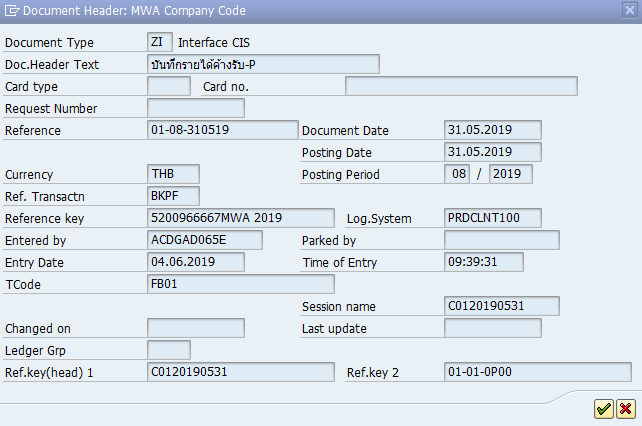 Document Header: MWA Company Code
Document Type ZI Interface CIS
Doc.Header Text บันทึกรายได้ค้างรับ-P
Card type Card no.
Request Number
Reference 01-08-310519 Document Date 31.05.2019
Posting Date 31.05.2019
Currency THB Posting Period 08 / 2019
Ref. Transactn BKPF
Reference key 5200966667MWA 2019 Log.System PRDCLNT100
Entered by ACDGAD065E Parked by
Entry Date 04.06.2019 Time of Entry 09:39:31
TCode FB01
Session name C0120190531
Changed on Last update
Ledger Grp
Ref.key(head) 1 C0120190531 Ref.key 2 01-01-0P00